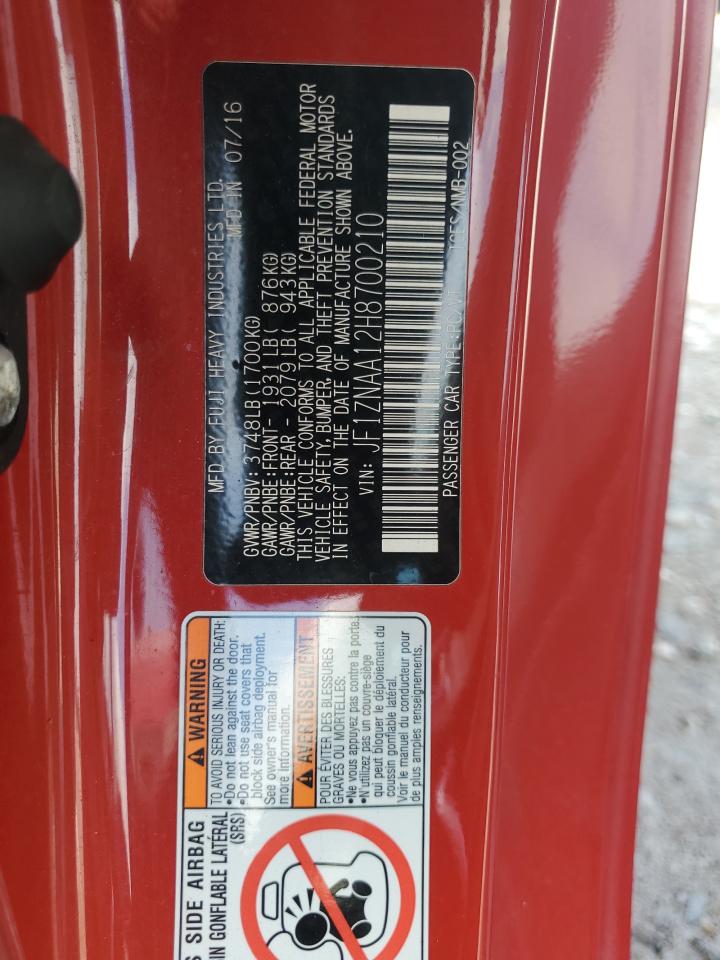 MFD BY FUJI HEAVY INDUSTRIES LTD.
MFD IN 07/16
GVWR/PNBV: 3748LB(1700KG)
GAWR/PNBE:FRONT- 1931LB( 876KG)
GAWR/PNBE:REAR - 2079LB( 943KG)
THIS VEHICLE CONFORMS TO ALL APPLICABLE FEDERAL MOTOR
VEHICLE SAFETY, BUMPER, AND THEFT PREVENTION STANDARDS
IN EFFECT ON THE DATE OF MANUFACTURE SHOWN ABOVE.
VIN: JF1ZNAA12H8700210
PASSENGER CAR TYPE:PC/VT
WARNING
TO AVOID SERIOUS INJURY OR DEATH:
•Do not lean against the door.
•Do not use seat covers that
block side airbag deployment.
See owner's manual for
more information.
AVERTISSEMENT
POUR ÉVITER DES BLESSURES
GRAVES OU MORTELLES:
•Ne vous appuyez pas contre la porte.
•N'utilisez pas un couvre-siège
qui peut bloquer le déploiement du
coussin gonflable latéral.
Voir le manuel du conducteur pour
de plus amples renseignements.
S SIDE AIRBAG
IN GONFLABLE LATÉRAL
(SRS)